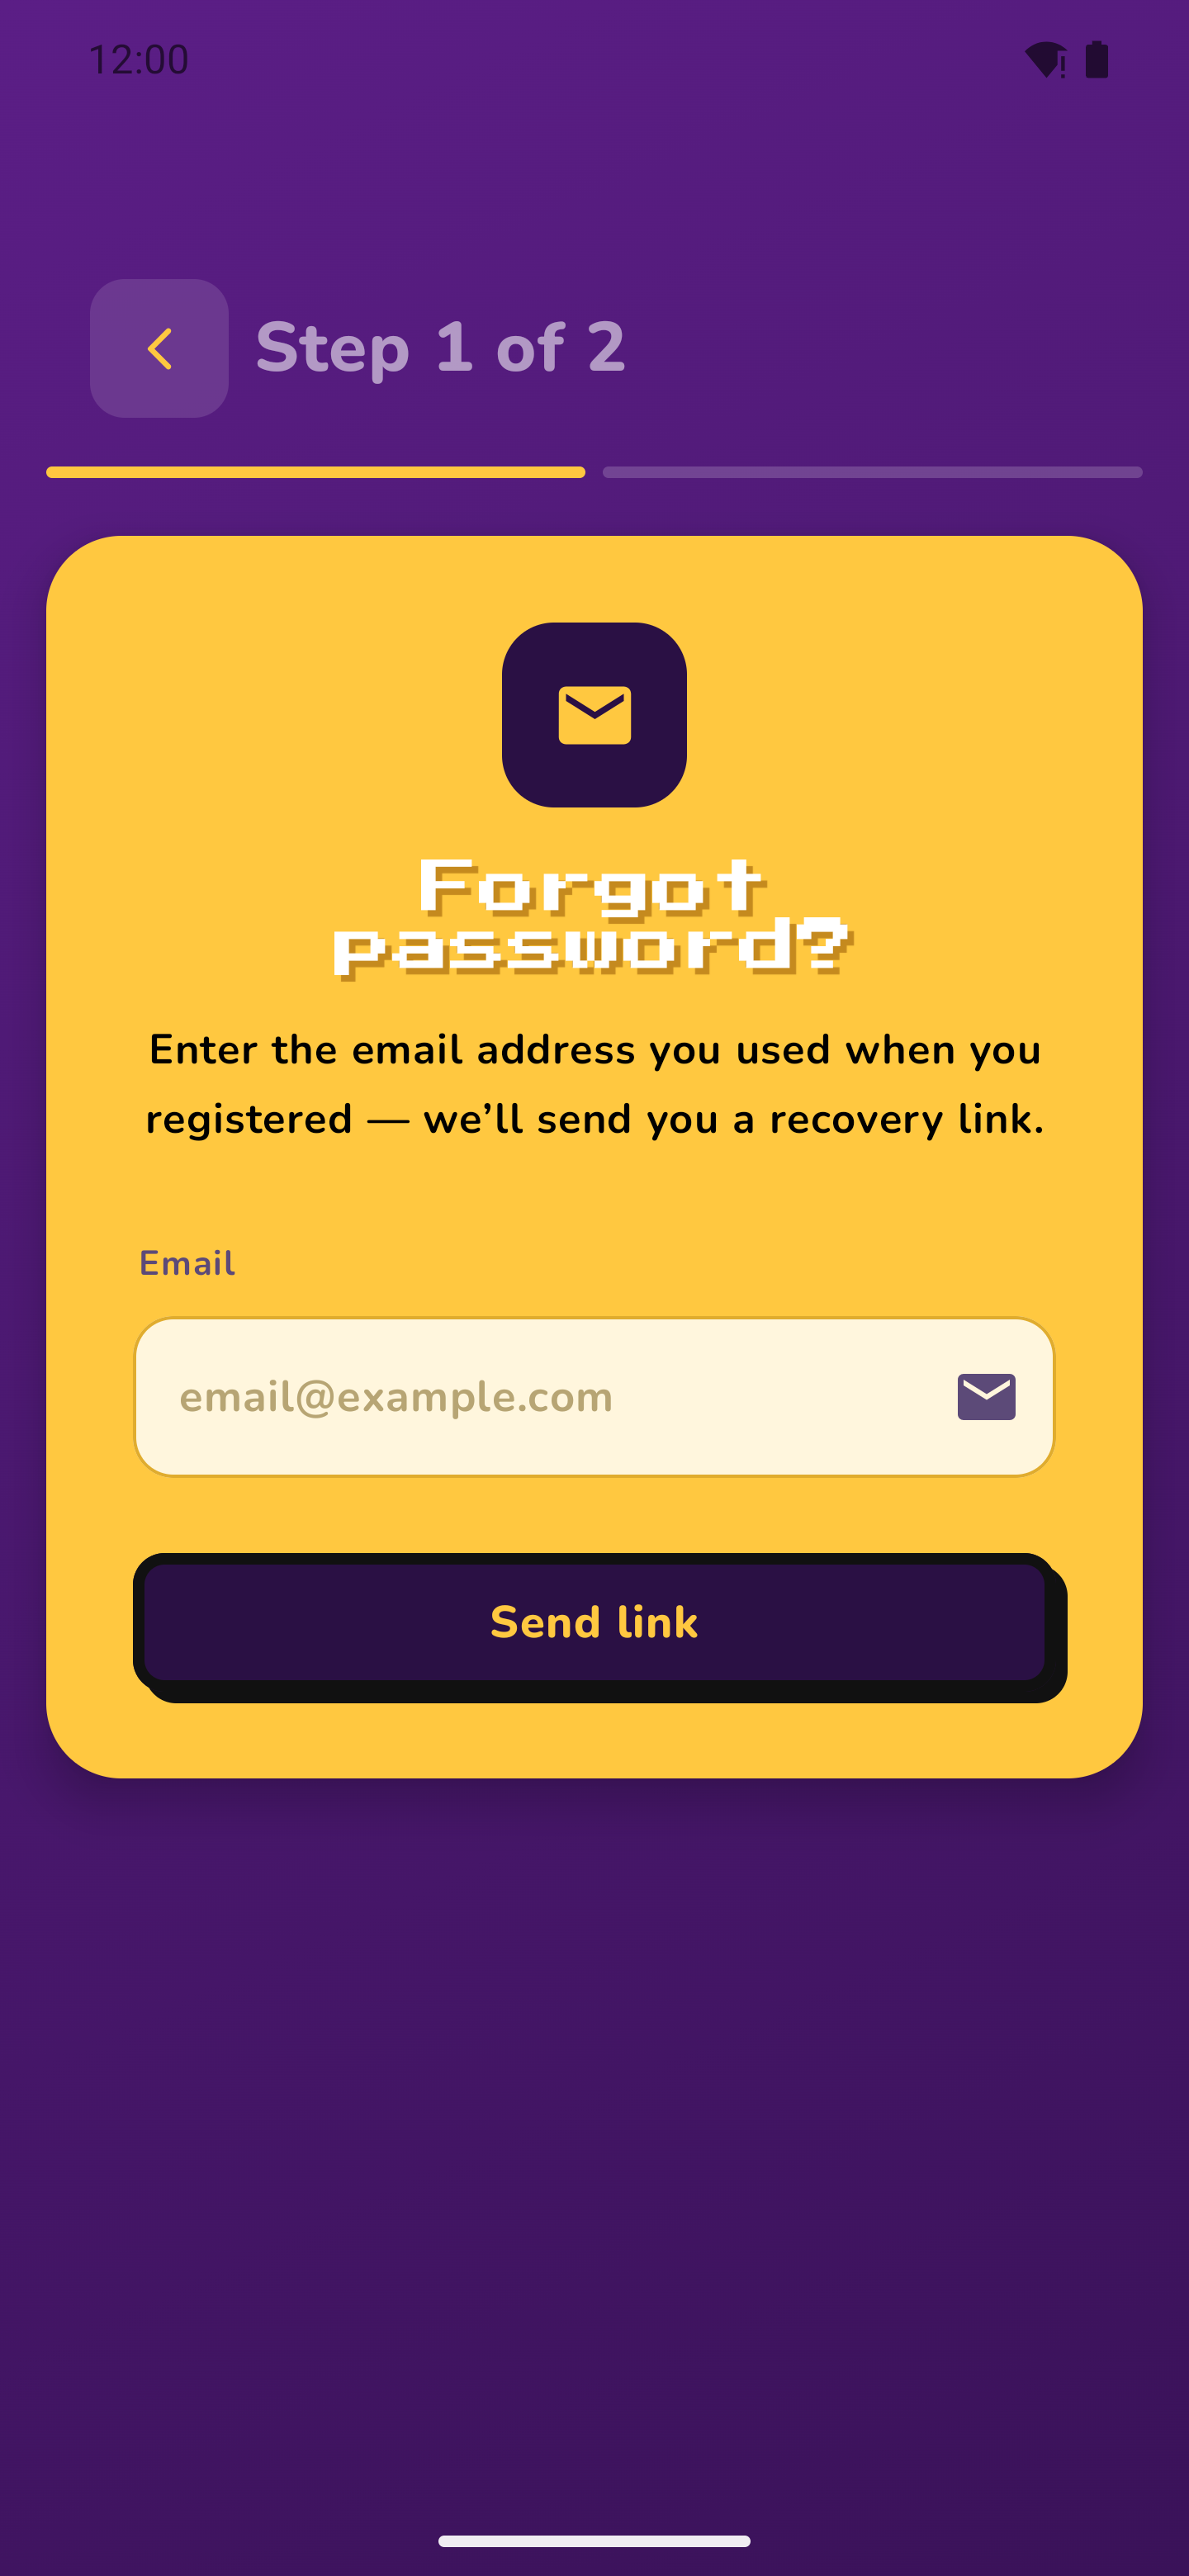 12:00
Step 1 of 2
Forgot
password?
Enter the email address you used when you
registered — we’ll send you a recovery link.
Email
email@example.com
Send link